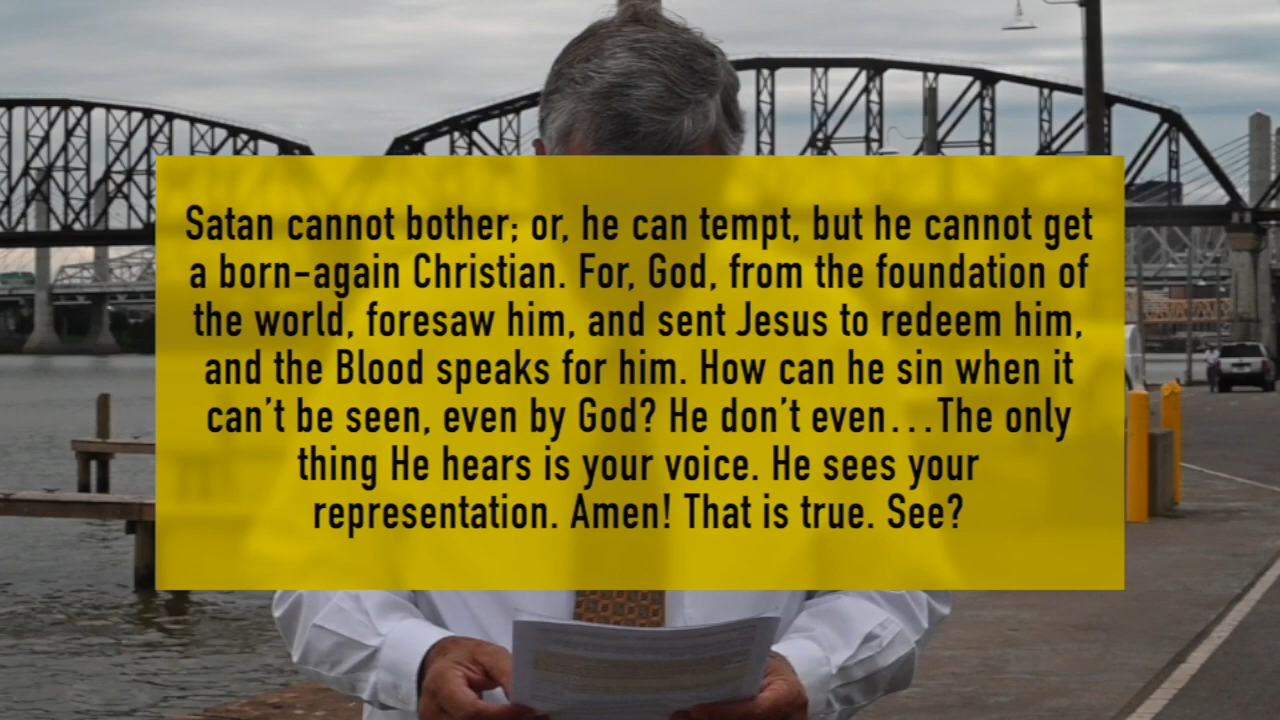 Satan cannot bother; or, he can tempt, but he cannot get
a born-again Christian. For, God, from the foundation of
the world, foresaw him, and sent Jesus to redeem him,
and the Blood speaks for him. How can he sin when it
can't be seen, even by God? He don't even...The only
thing He hears is your voice. He sees your
representation. Amen! That is true. See?